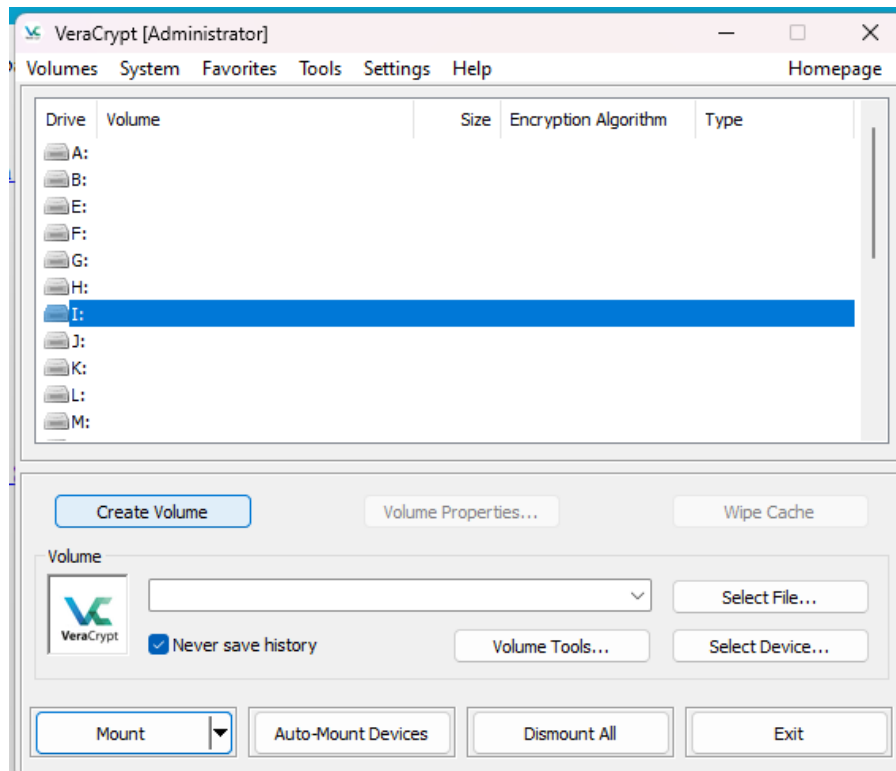 VeraCrypt [Administrator]
Volumes System Favorites Tools Settings Help Homepage
Drive Volume Size Encryption Algorithm Type
A:
B:
E:
F:
G:
H:
I:
J:
K:
L:
M:
Create Volume Volume Properties... Wipe Cache
Volume
VeraCrypt
Select File...
Never save history Volume Tools... Select Device...
Mount Auto-Mount Devices Dismount All Exit